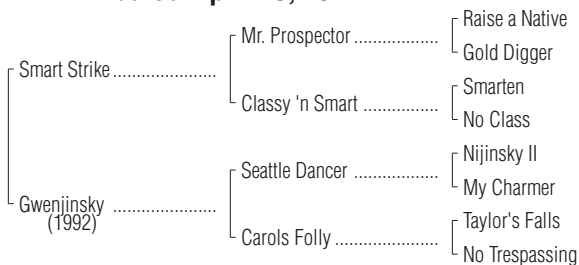 Raise a Native
Mr. Prospector
Gold Digger
Smart Strike
Smarten
Classy 'n Smart
No Class
Nijinsky II
Seattle Dancer
My Charmer
Gwenjinsky
(1992)
Taylor's Falls
Carols Folly
No Trespassing